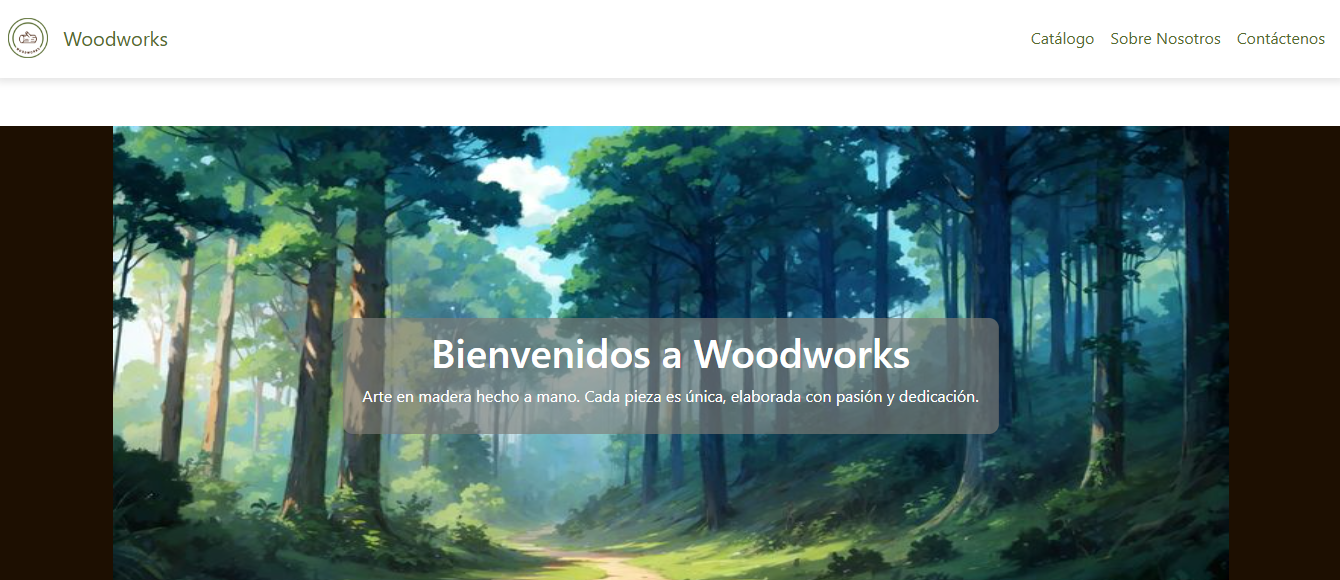 Woodworks
Catálogo Sobre Nosotros Contáctenos
Bienvenidos a Woodworks
Arte en madera hecho a mano. Cada pieza es única, elaborada con pasión y dedicación.